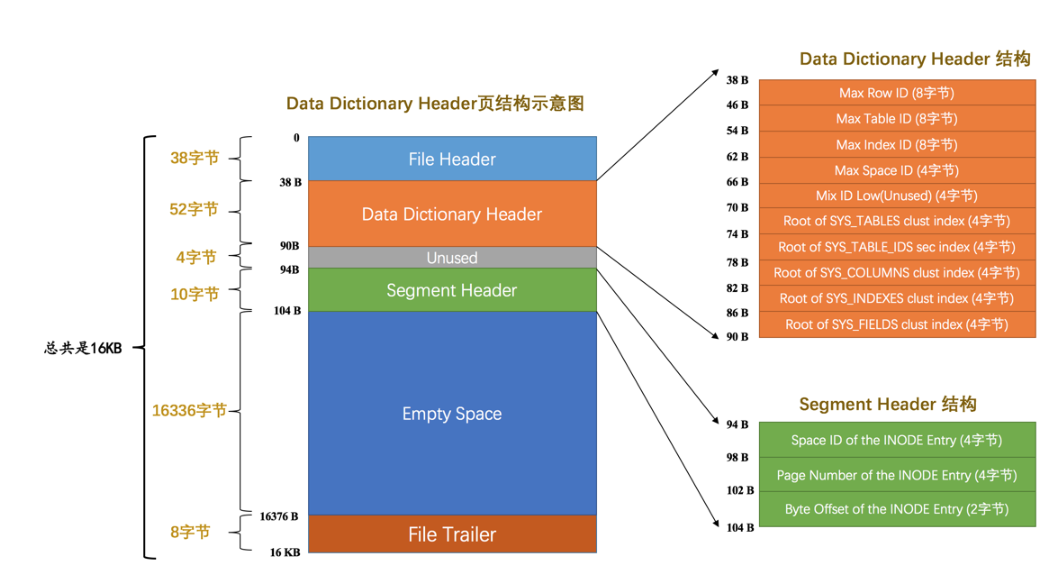 Data Dictionary Header页结构示意图
总共是16KB
38字节
52字节
4字节
10字节
16336字节
8字节
0
38 B
90B
94B
104 B
16376 B
16 KB
File Header
Data Dictionary Header
Unused
Segment Header
Empty Space
File Trailer
Data Dictionary Header 结构
38 B
Max Row ID (8字节)
46 B
Max Table ID (8字节)
54 B
Max Index ID (8字节)
62 B
Max Space ID (4字节)
66 B
Mix ID Low(Unused) (4字节)
70 B
Root of SYS_TABLES clust index (4字节)
74 B
Root of SYS_TABLE_IDS sec index (4字节)
78 B
Root of SYS_COLUMNS clust index (4字节)
82 B
Root of SYS_INDEXES clust index (4字节)
86 B
Root of SYS_FIELDS clust index (4字节)
90 B
Segment Header 结构
94 B
Space ID of the INODE Entry (4字节)
98 B
Page Number of the INODE Entry (4字节)
102 B
Byte Offset of the INODE Entry (2字节)
104 B